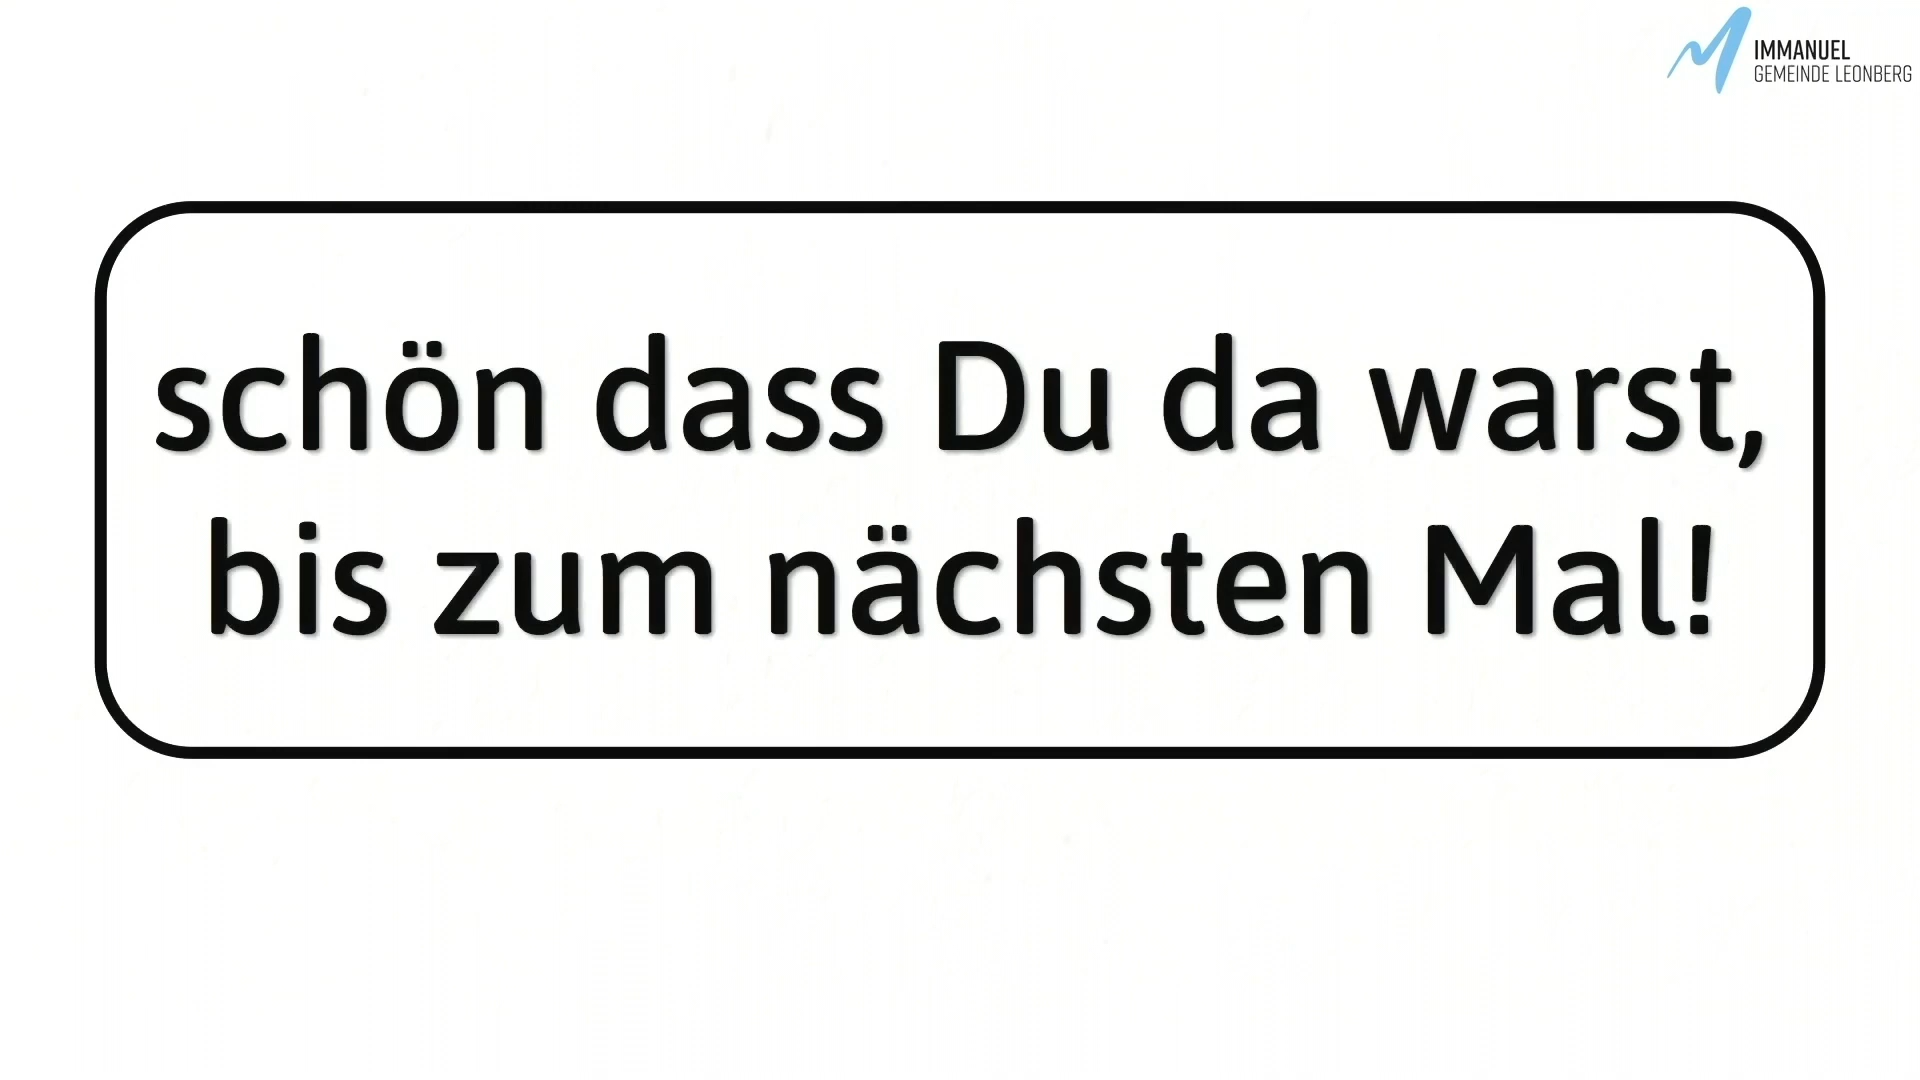 IMMANUEL
GEMEINDE LEONBERG
schön dass Du da warst,
bis zum nächsten Mal!